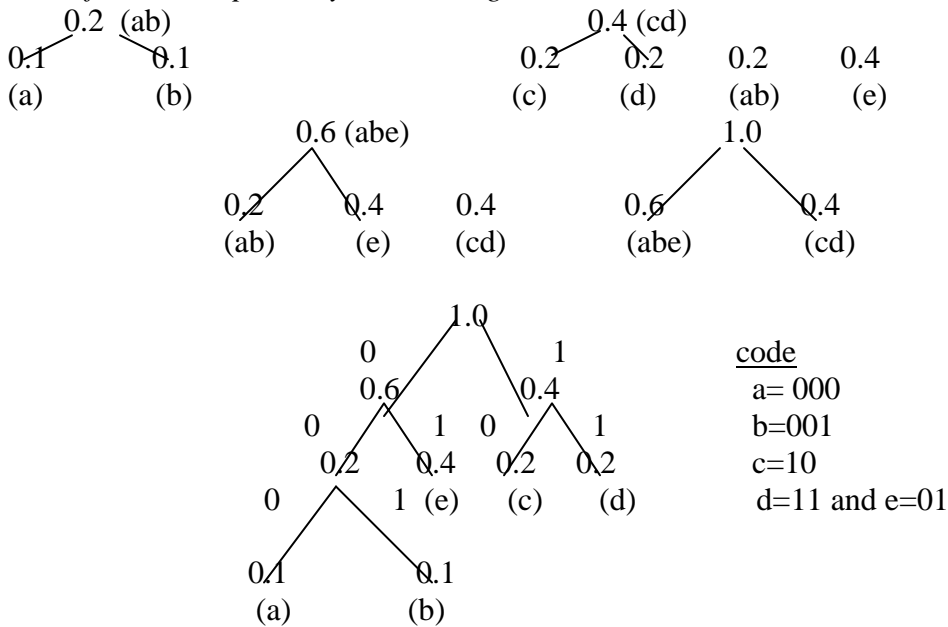 0.2 (ab) 0.4 (cd)
0.1 0.1 0.2 0.2 0.2 0.4
(a) (b) (c) (d) (ab) (e)
0.6 (abe) 1.0
0.2 0.4 0.4 0.6 0.4
(ab) (e) (cd) (abe) (cd)
1.0
0 1 code
0.6 0.4 a= 000
0 1 0 1 b=001
0.2 0.4 0.2 0.2 c=10
0 1 (e) (c) (d) d=11 and e=01
0.1 0.1
(a) (b)